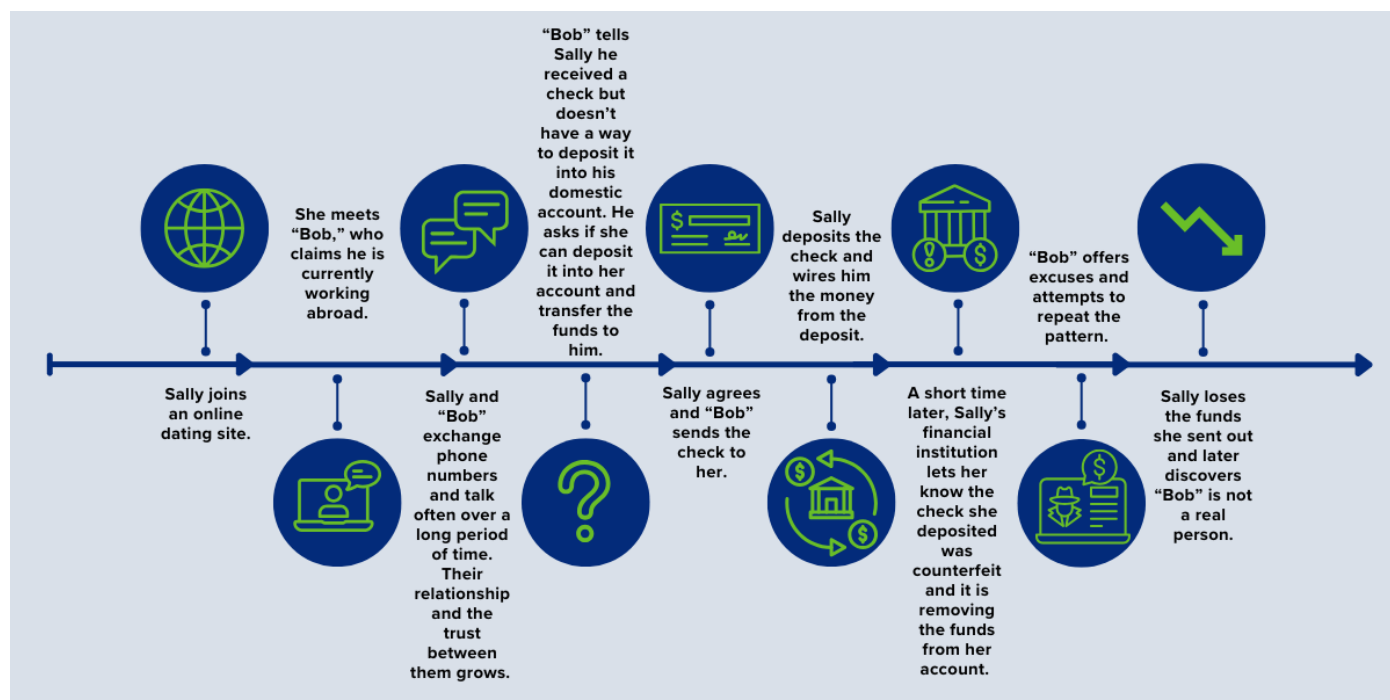 Sally joins
an online
dating site.
She meets
“Bob,” who
claims he is
currently
working
abroad.
Sally and
“Bob”
exchange
phone
numbers
and talk
often over a
long period
of time.
Their
relationship
and the
trust
between
them grows.
“Bob” tells
Sally he
received a
check but
doesn’t
have a way
to deposit it
into his
domestic
account. He
asks if she
can deposit
it into her
account and
transfer the
funds to
him.
Sally agrees
and “Bob”
sends the
check to
her.
Sally
deposits the
check and
wires him
the money
from the
deposit.
A short time
later, Sally’s
financial
institution
lets her
know the
check she
deposited
was
counterfeit
and it is
removing
the funds
from her
account.
“Bob” offers
excuses and
attempts to
repeat the
pattern.
Sally loses
the funds
she sent out
and later
discovers
“Bob” is not
a real
person.